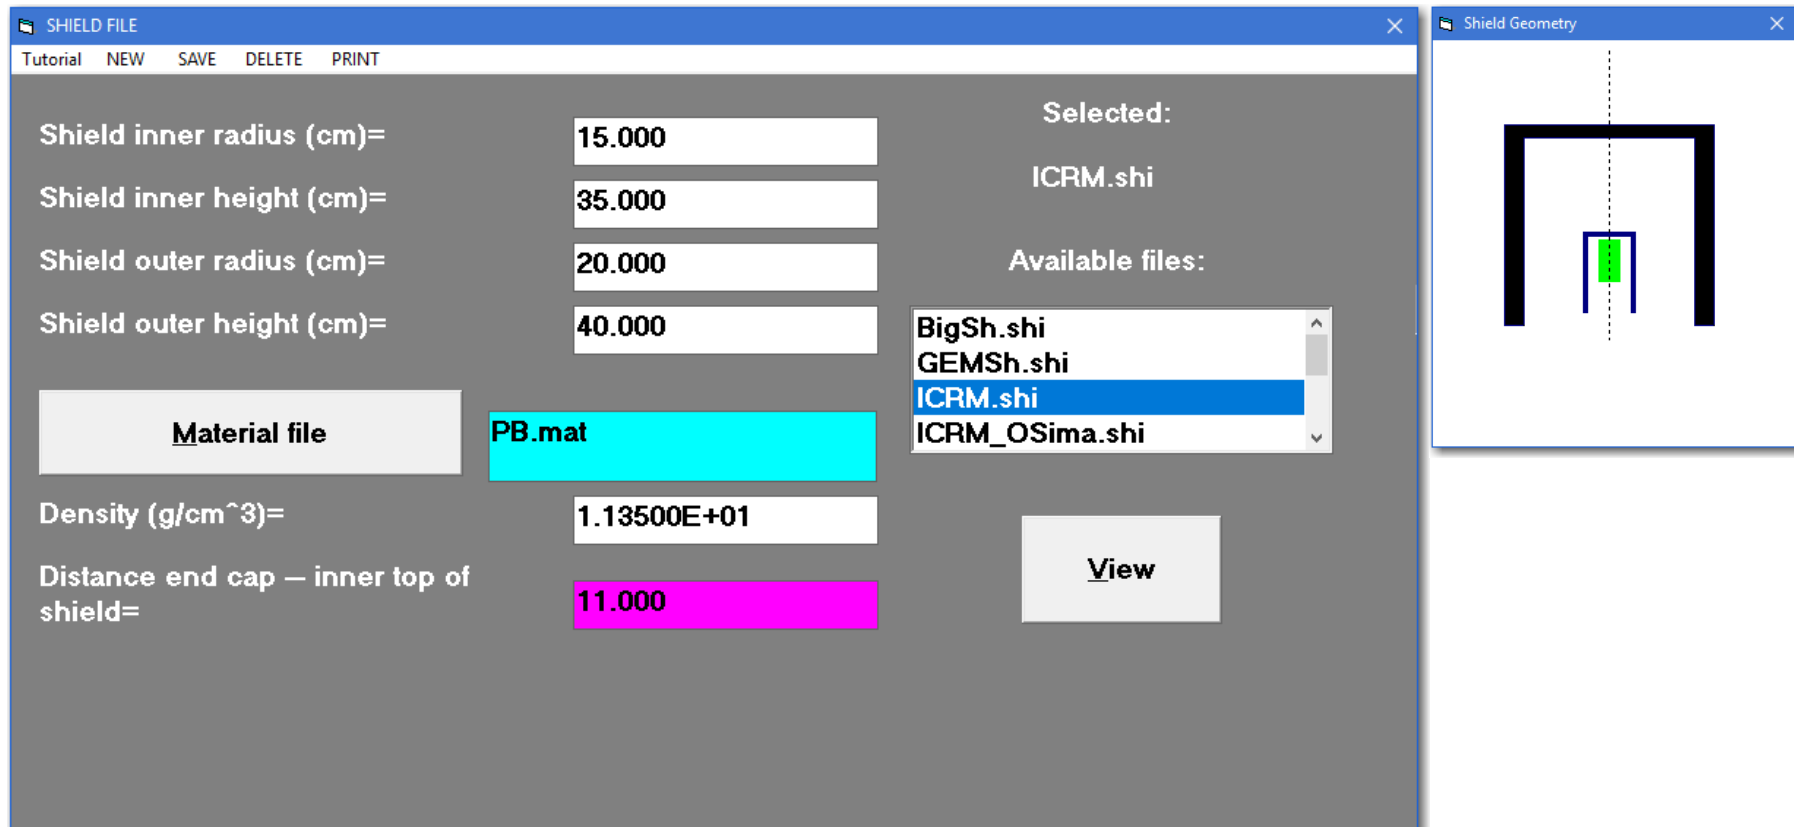 SHIELD FILE
Tutorial NEW SAVE DELETE PRINT
Shield inner radius (cm)= 15.000
Shield inner height (cm)= 35.000
Shield outer radius (cm)= 20.000
Shield outer height (cm)= 40.000
Material file PB.mat
Density (g/cm^3)= 1.13500E+01
Distance end cap — inner top of
shield= 11.000
Selected:
ICRM.shi
Available files:
BigSh.shi
GEMSh.shi
ICRM.shi
ICRM_OSima.shi
View
Shield Geometry